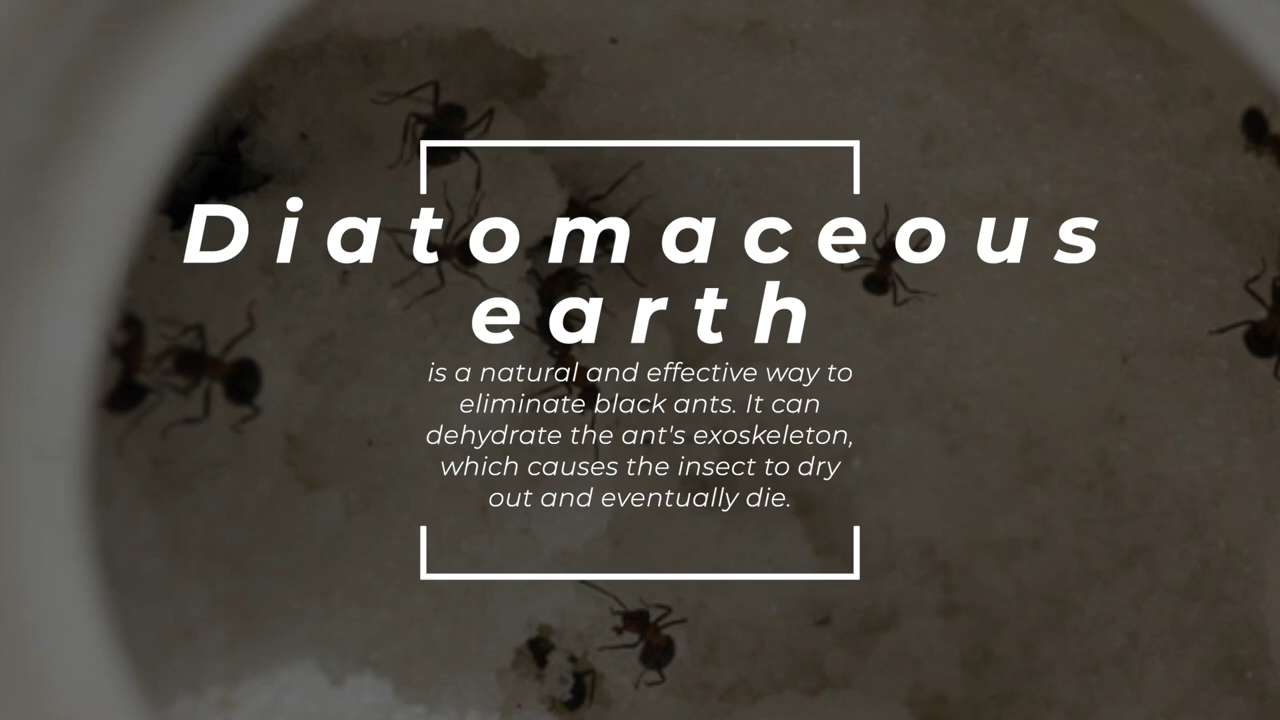 Diatomaceous
earth
is a natural and effective way to
eliminate black ants. It can
dehydrate the ant's exoskeleton,
which causes the insect to dry
out and eventually die.